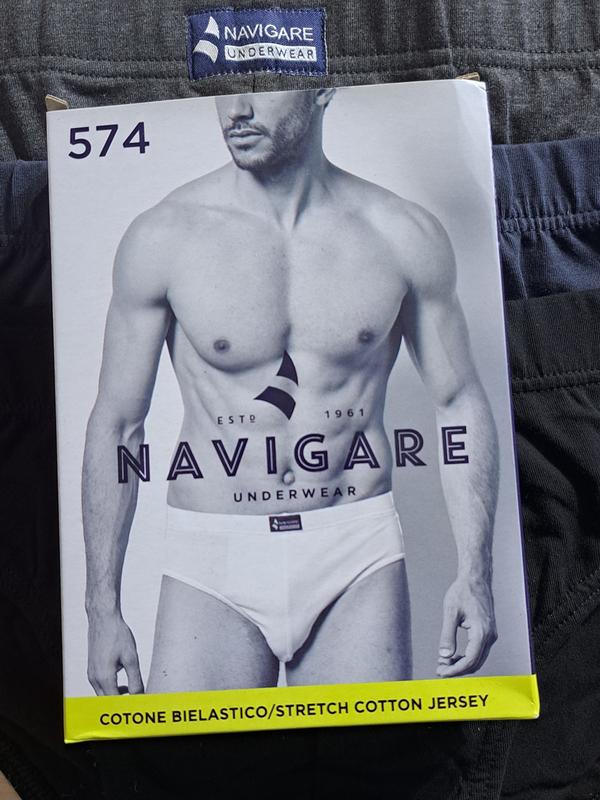 NAVIGARE
UNDERWEAR
574
ESTD 1961
NAVIGARE
UNDERWEAR
COTONE BIELASTICO/STRETCH COTTON JERSEY